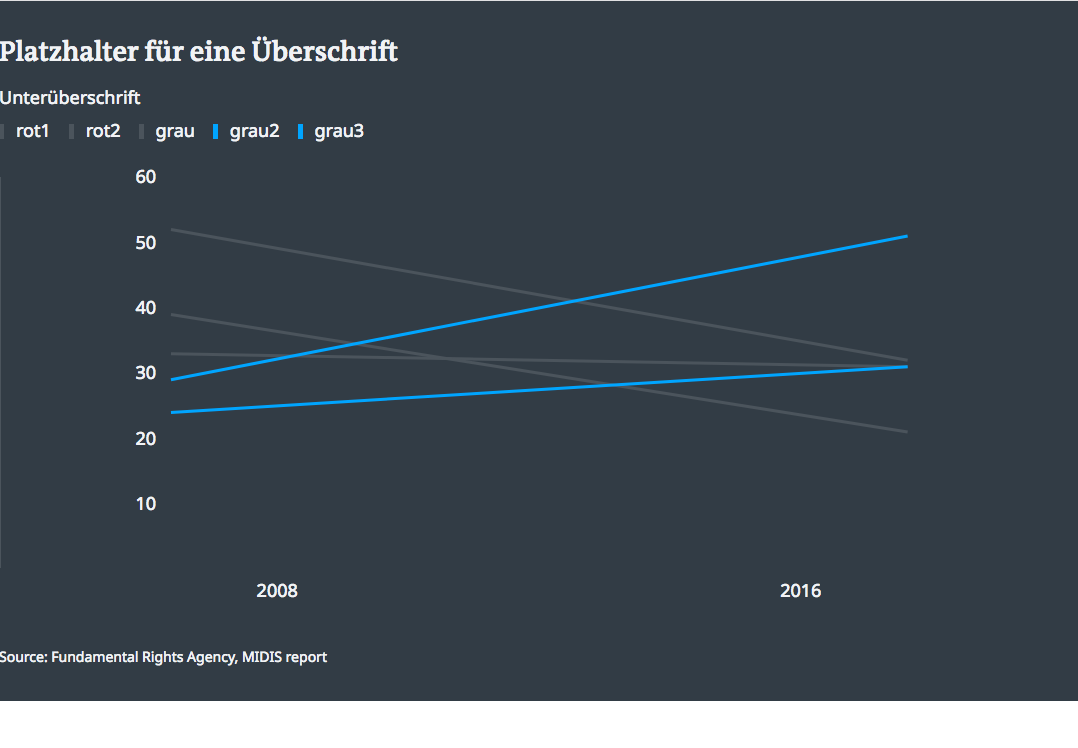 Platzhalter für eine Überschrift
Unterüberschrift
rot1 rot2 grau grau2 grau3
60
50
40
30
20
10
2008 2016
Source: Fundamental Rights Agency, MIDIS report